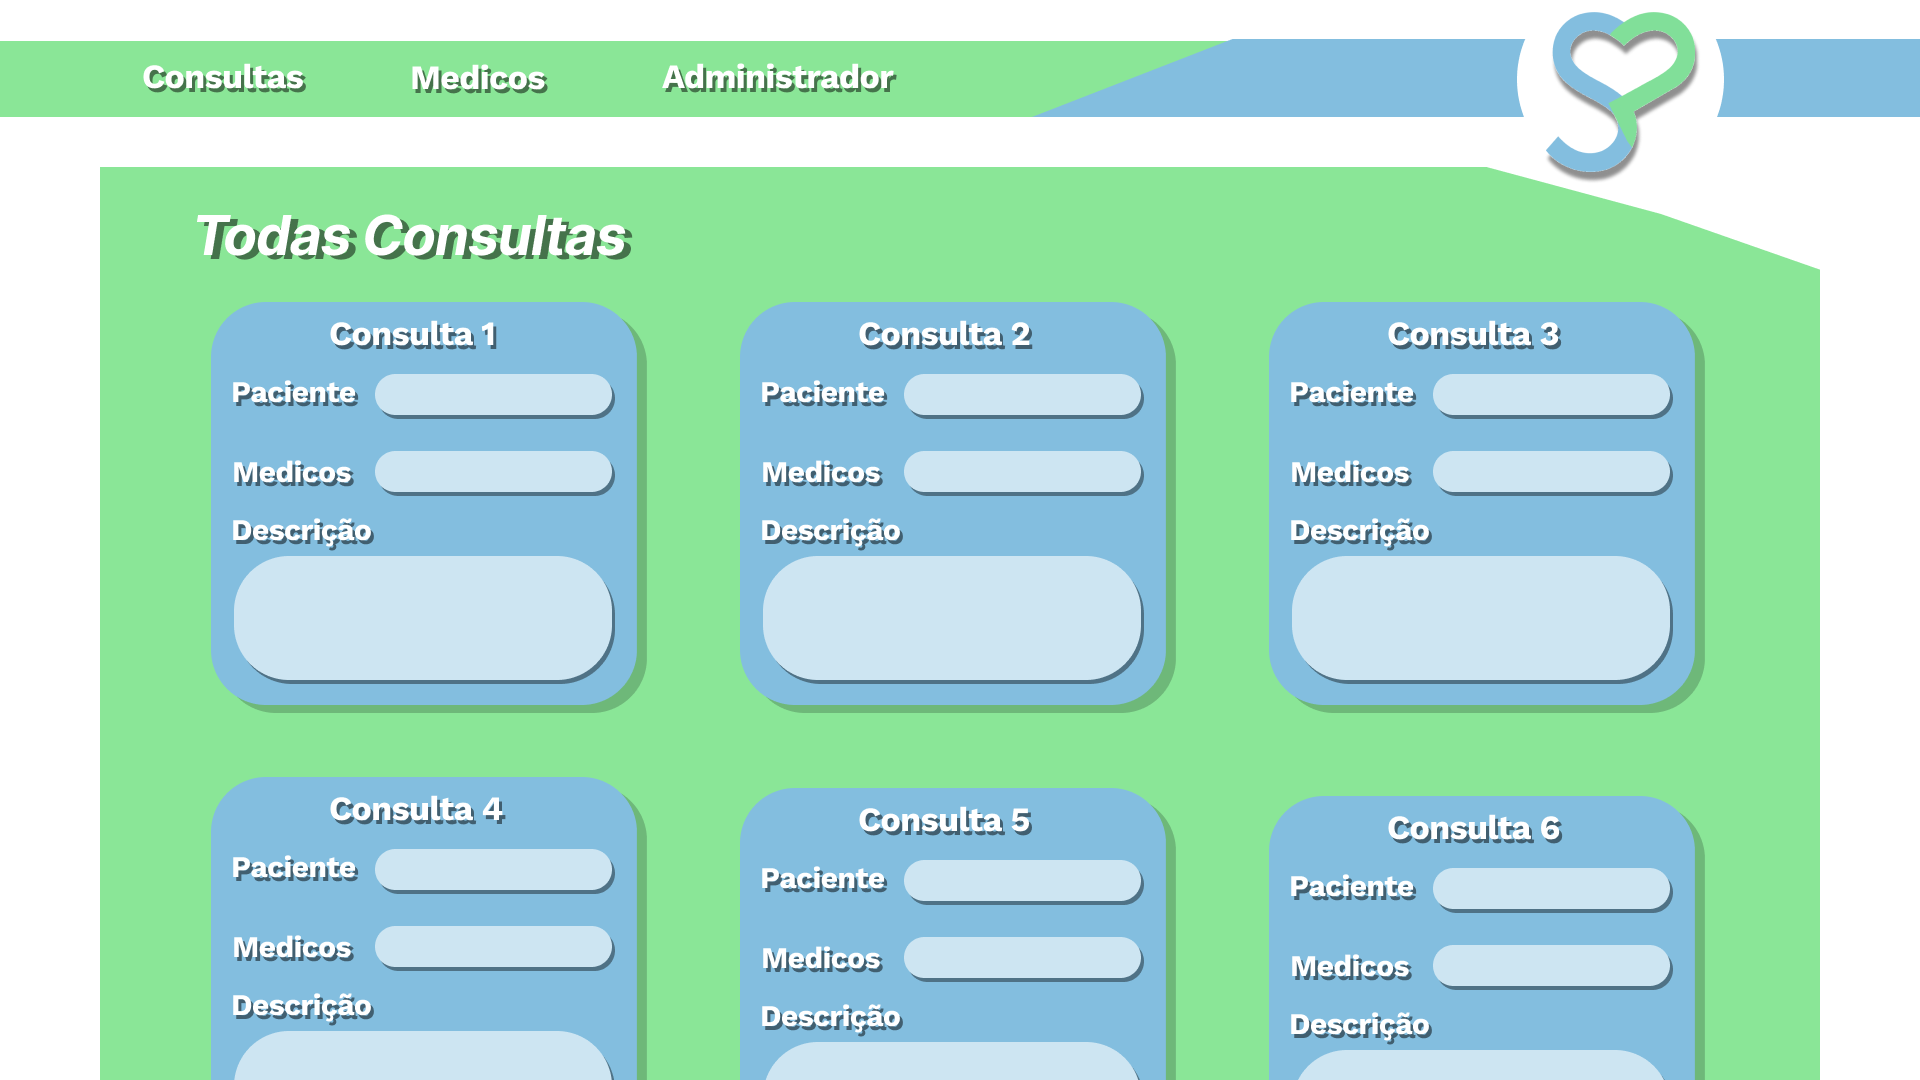 Consultas Medicos Administrador
Todas Consultas
Consulta 1
Paciente
Medicos
Descrição
Consulta 2
Paciente
Medicos
Descrição
Consulta 3
Paciente
Medicos
Descrição
Consulta 4
Paciente
Medicos
Descrição
Consulta 5
Paciente
Medicos
Descrição
Consulta 6
Paciente
Medicos
Descrição